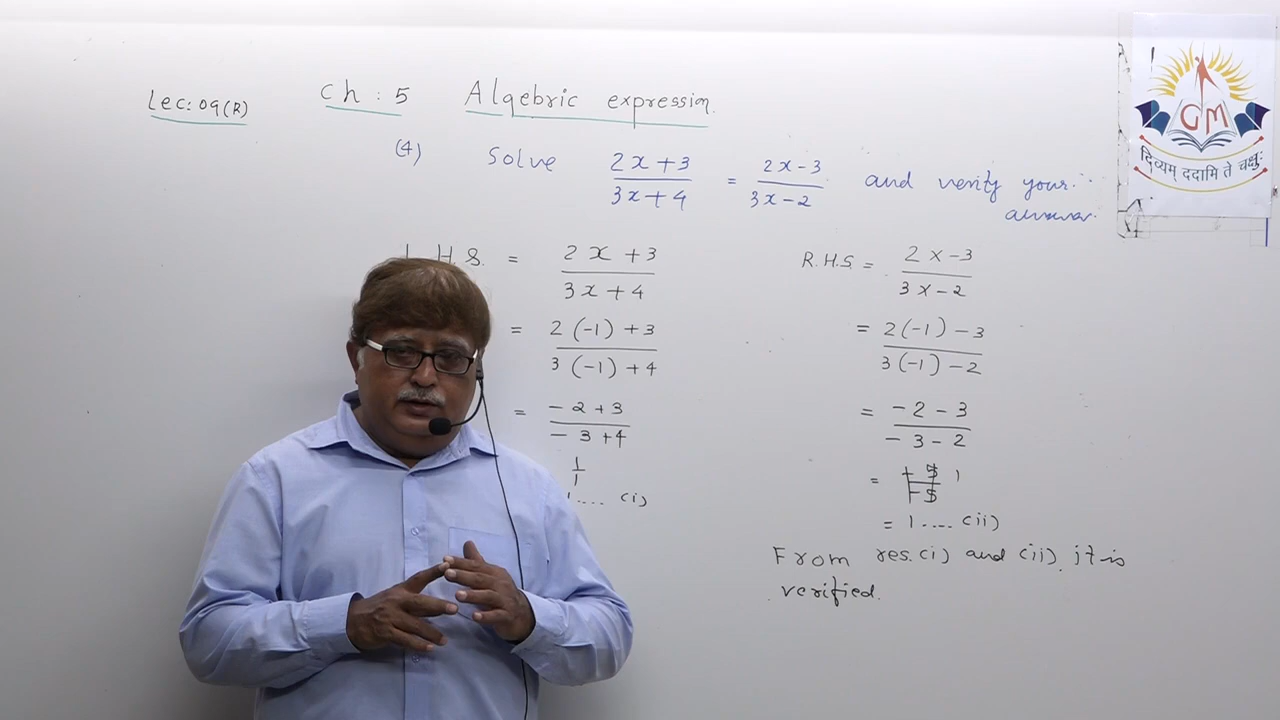 Lec: 09 (R)
Ch : 5 Algebric expression.
(4) Solve 2x+3 / 3x+4 = 2x-3 / 3x-2 and verify your answer.
L.H.S. = 2x+3 / 3x+4
= 2(-1)+3 / 3(-1)+4
= -2+3 / -3+4
1/1
1.... (i)
R.H.S. = 2x-3 / 3x-2
= 2(-1)-3 / 3(-1)-2
= -2-3 / -3-2
= -5 / -5 1
= 1.... (ii)
From res.(i) and (ii), it is
verified.
GM
दिव्यम् ददामि ते चक्षुः